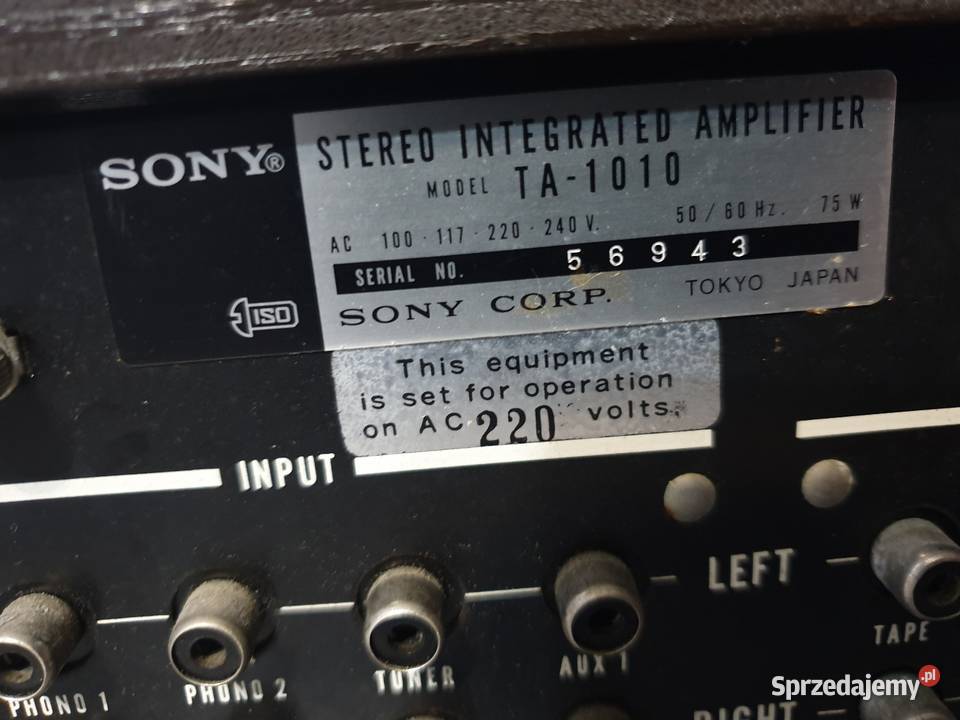 SONY®
STEREO INTEGRATED AMPLIFIER
MODEL TA-1010
AC 100·117·220·240 V. 50/60 Hz. 75 W
SERIAL NO. 56943
SONY CORP. TOKYO JAPAN
ISO
This equipment
is set for operation
on AC 220 volts.
INPUT
LEFT
TAPE
PHONO 1
PHONO 2
TUNER
AUX 1
RIGHT
Sprzedajemy.pl